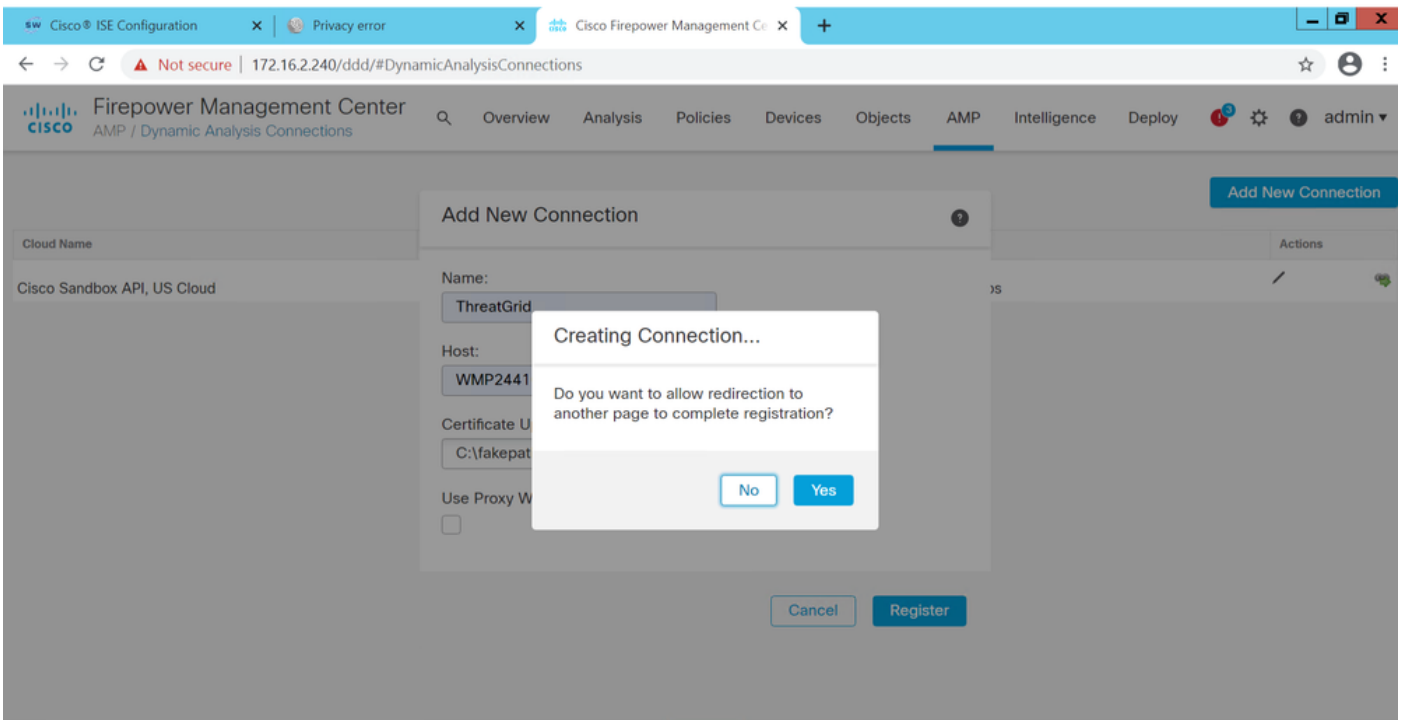 Cisco® ISE Configuration
Privacy error
Cisco Firepower Management Ce
Not secure | 172.16.2.240/ddd/#DynamicAnalysisConnections
CISCO
Firepower Management Center
AMP / Dynamic Analysis Connections
Overview Analysis Policies Devices Objects AMP Intelligence Deploy 3 admin
Add New Connection
Add New Connection
Cloud Name
Actions
Cisco Sandbox API, US Cloud
Name:
ThreatGrid
Creating Connection...
Host:
WMP2441
Do you want to allow redirection to
another page to complete registration?
Certificate U
C:\fakepat
No Yes
Use Proxy W
Cancel Register